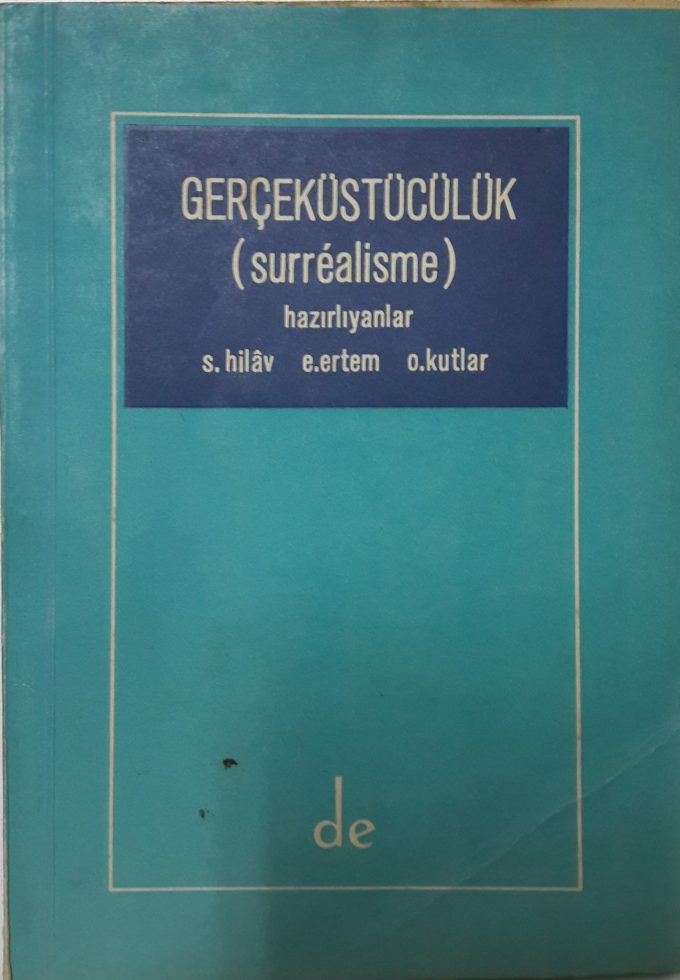 GERÇEKÜSTÜCÜLÜK
(surréalisme)
hazırlıyanlar
s. hilâv e.ertem o.kutlar
de